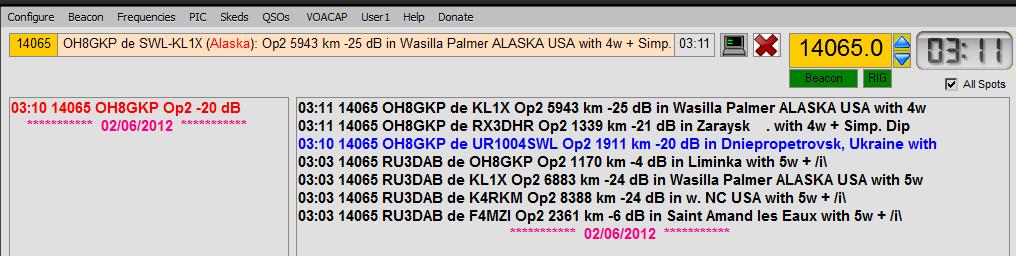 Configure Beacon Frequencies PIC Skeds QSOs VOACAP User1 Help Donate
14065 OH8GKP de SWL-KL1X (Alaska): Op2 5943 km -25 dB in Wasilla Palmer ALASKA USA with 4w + Simp. 03:11
14065.0
03:11
Beacon RIG
All Spots
03:10 14065 OH8GKP Op2 -20 dB
*********** 02/06/2012 ***********
03:11 14065 OH8GKP de KL1X Op2 5943 km -25 dB in Wasilla Palmer ALASKA USA with 4w
03:11 14065 OH8GKP de RX3DHR Op2 1339 km -21 dB in Zaraysk . with 4w + Simp. Dip
03:10 14065 OH8GKP de UR1004SWL Op2 1911 km -20 dB in Dniepropetrovsk, Ukraine with
03:03 14065 RU3DAB de OH8GKP Op2 1170 km -4 dB in Liminka with 5w + /i\
03:03 14065 RU3DAB de KL1X Op2 6883 km -24 dB in Wasilla Palmer ALASKA USA with 5w
03:03 14065 RU3DAB de K4RKM Op2 8388 km -24 dB in w. NC USA with 5w + /i\
03:03 14065 RU3DAB de F4MZI Op2 2361 km -6 dB in Saint Amand les Eaux with 5w + /i\
*********** 02/06/2012 ***********